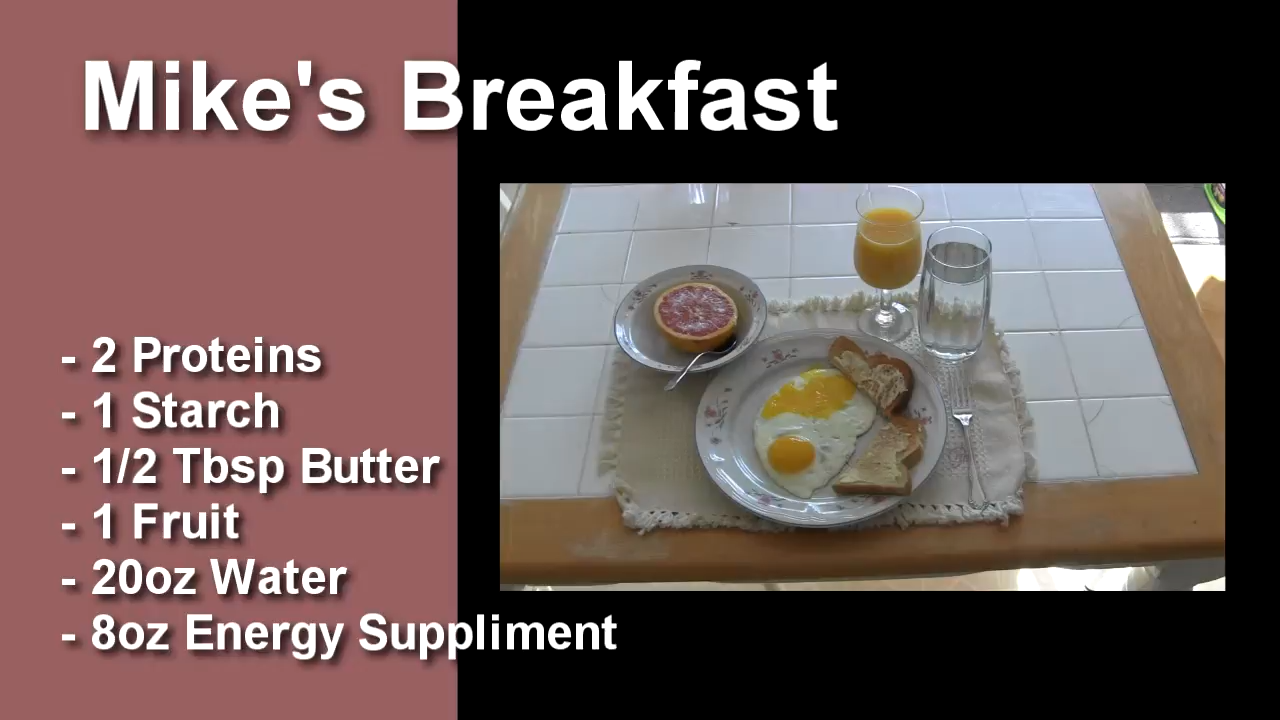 Mike's Breakfast
- 2 Proteins
- 1 Starch
- 1/2 Tbsp Butter
- 1 Fruit
- 20oz Water
- 8oz Energy Suppliment